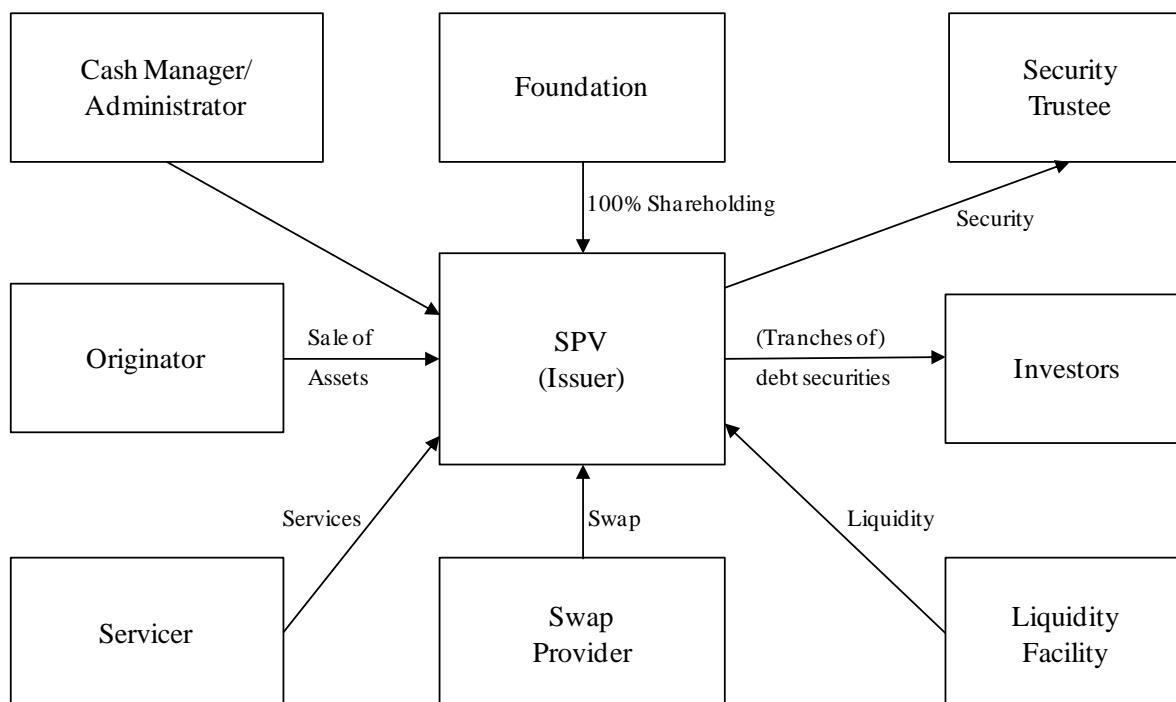 Cash Manager/
Administrator
Foundation
Security
Trustee
100% Shareholding
Security
Originator
Sale of
Assets
SPV
(Issuer)
(Tranches of)
debt securities
Investors
Services
Swap
Liquidity
Servicer
Swap
Provider
Liquidity
Facility